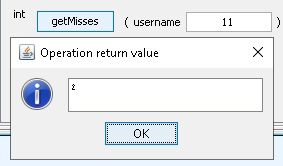 int getMisses ( username 11 )
Operation return value
2
OK